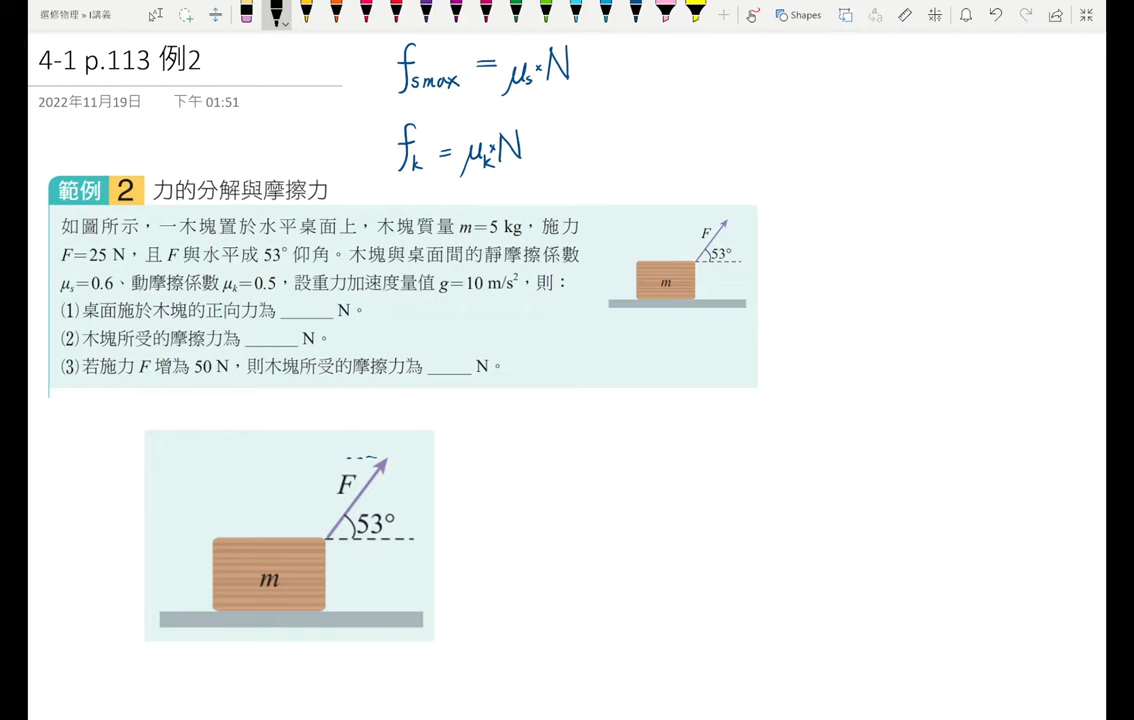 選修物理 » I講義
Shapes
4-1 p.113 例2
2022年11月19日 下午 01:51
fsmax = μs×N
fk = μk×N
範例 2 力的分解與摩擦力
如圖所示，一木塊置於水平桌面上，木塊質量 m=5 kg，施力
F=25 N，且 F 與水平成 53° 仰角。木塊與桌面間的靜摩擦係數
μs=0.6、動摩擦係數 μk=0.5，設重力加速度量值 g=10 m/s²，則：
(1)桌面施於木塊的正向力為 ______ N。
(2)木塊所受的摩擦力為 ______ N。
(3)若施力 F 增為 50 N，則木塊所受的摩擦力為 _____ N。
F
53°
m
F
53°
m